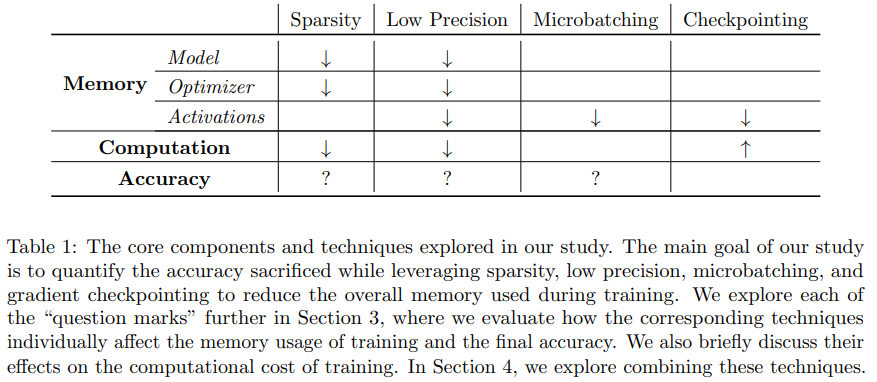 Sparsity Low Precision Microbatching Checkpointing
Model ↓ ↓
Memory Optimizer ↓ ↓
Activations ↓ ↓ ↓
Computation ↓ ↓ ↑
Accuracy ? ? ?
Table 1: The core components and techniques explored in our study. The main goal of our study
is to quantify the accuracy sacrificed while leveraging sparsity, low precision, microbatching, and
gradient checkpointing to reduce the overall memory used during training. We explore each of
the “question marks” further in Section 3, where we evaluate how the corresponding techniques
individually affect the memory usage of training and the final accuracy. We also briefly discuss their
effects on the computational cost of training. In Section 4, we explore combining these techniques.